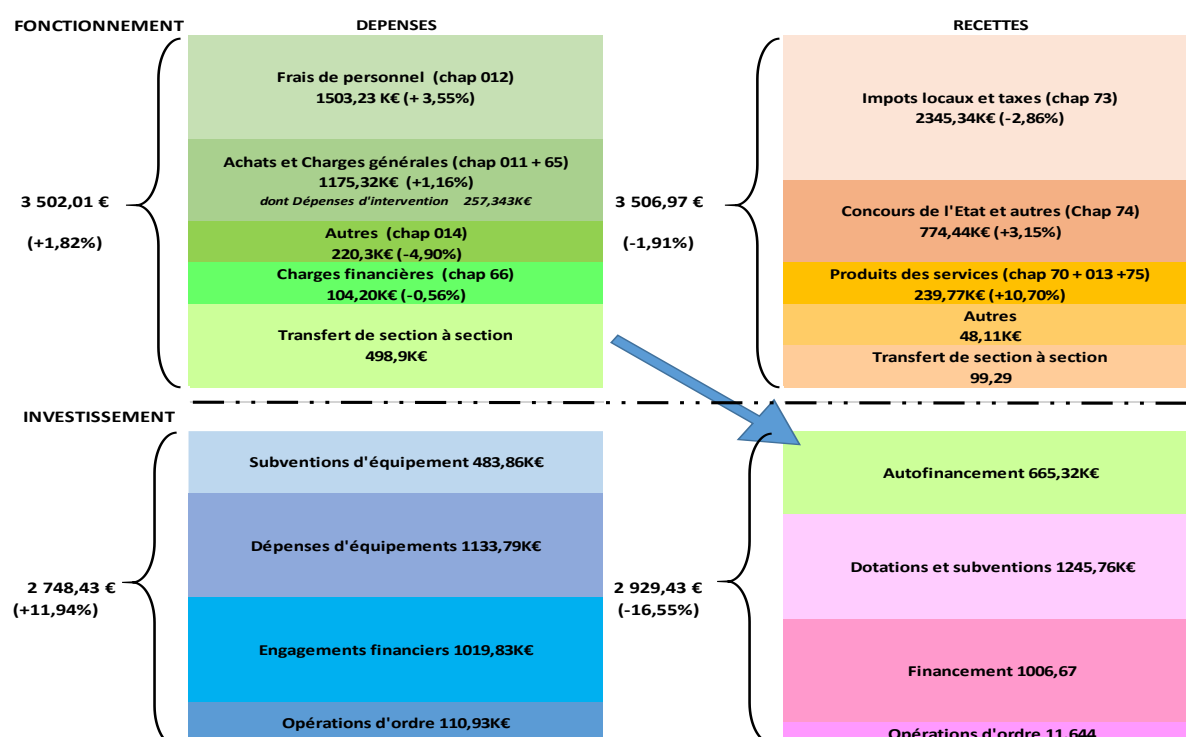 FONCTIONNEMENT
DEPENSES
RECETTES
Frais de personnel (chap 012)
1503,23 K€ (+ 3,55%)
Achats et Charges générales (chap 011 + 65)
1175,32K€ (+1,16%)
dont Dépenses d'intervention 257,343K€
Autres (chap 014)
220,3K€ (-4,90%)
Charges financières (chap 66)
104,20K€ (-0,56%)
Transfert de section à section
498,9K€
3 502,01 €
(+1,82%)
Impots locaux et taxes (chap 73)
2345,34K€ (-2,86%)
Concours de l'Etat et autres (Chap 74)
774,44K€ (+3,15%)
Produits des services (chap 70 + 013 +75)
239,77K€ (+10,70%)
Autres
48,11K€
Transfert de section à section
99,29
3 506,97 €
(-1,91%)
INVESTISSEMENT
Subventions d'équipement 483,86K€
Dépenses d'équipements 1133,79K€
Engagements financiers 1019,83K€
Opérations d'ordre 110,93K€
2 748,43 €
(+11,94%)
Autofinancement 665,32K€
Dotations et subventions 1245,76K€
Financement 1006,67
Opérations d'ordre 11,644
2 929,43 €
(-16,55%)